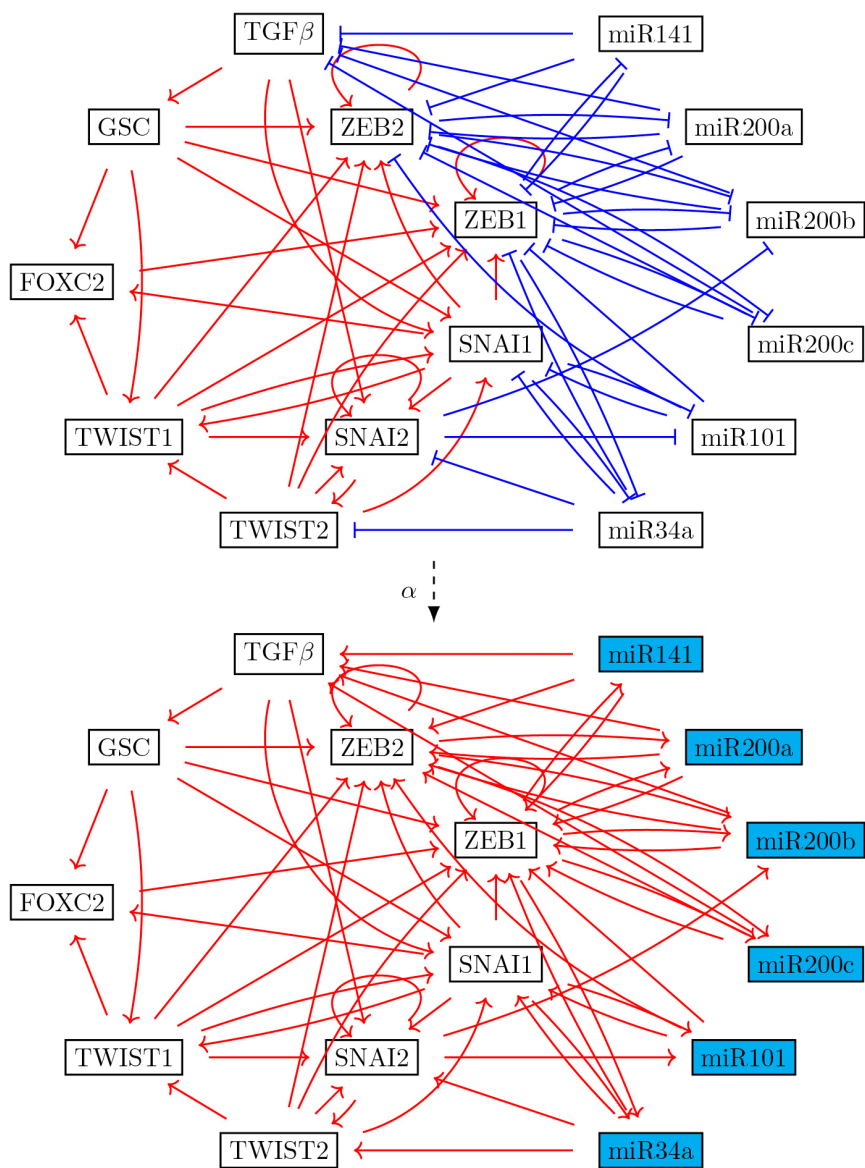 TGFβ miR141
GSC ZEB2 miR200a
ZEB1 miR200b
FOXC2
SNAI1 miR200c
TWIST1 SNAI2 miR101
TWIST2 miR34a
α
TGFβ miR141
GSC ZEB2 miR200a
ZEB1 miR200b
FOXC2
SNAI1 miR200c
TWIST1 SNAI2 miR101
TWIST2 miR34a